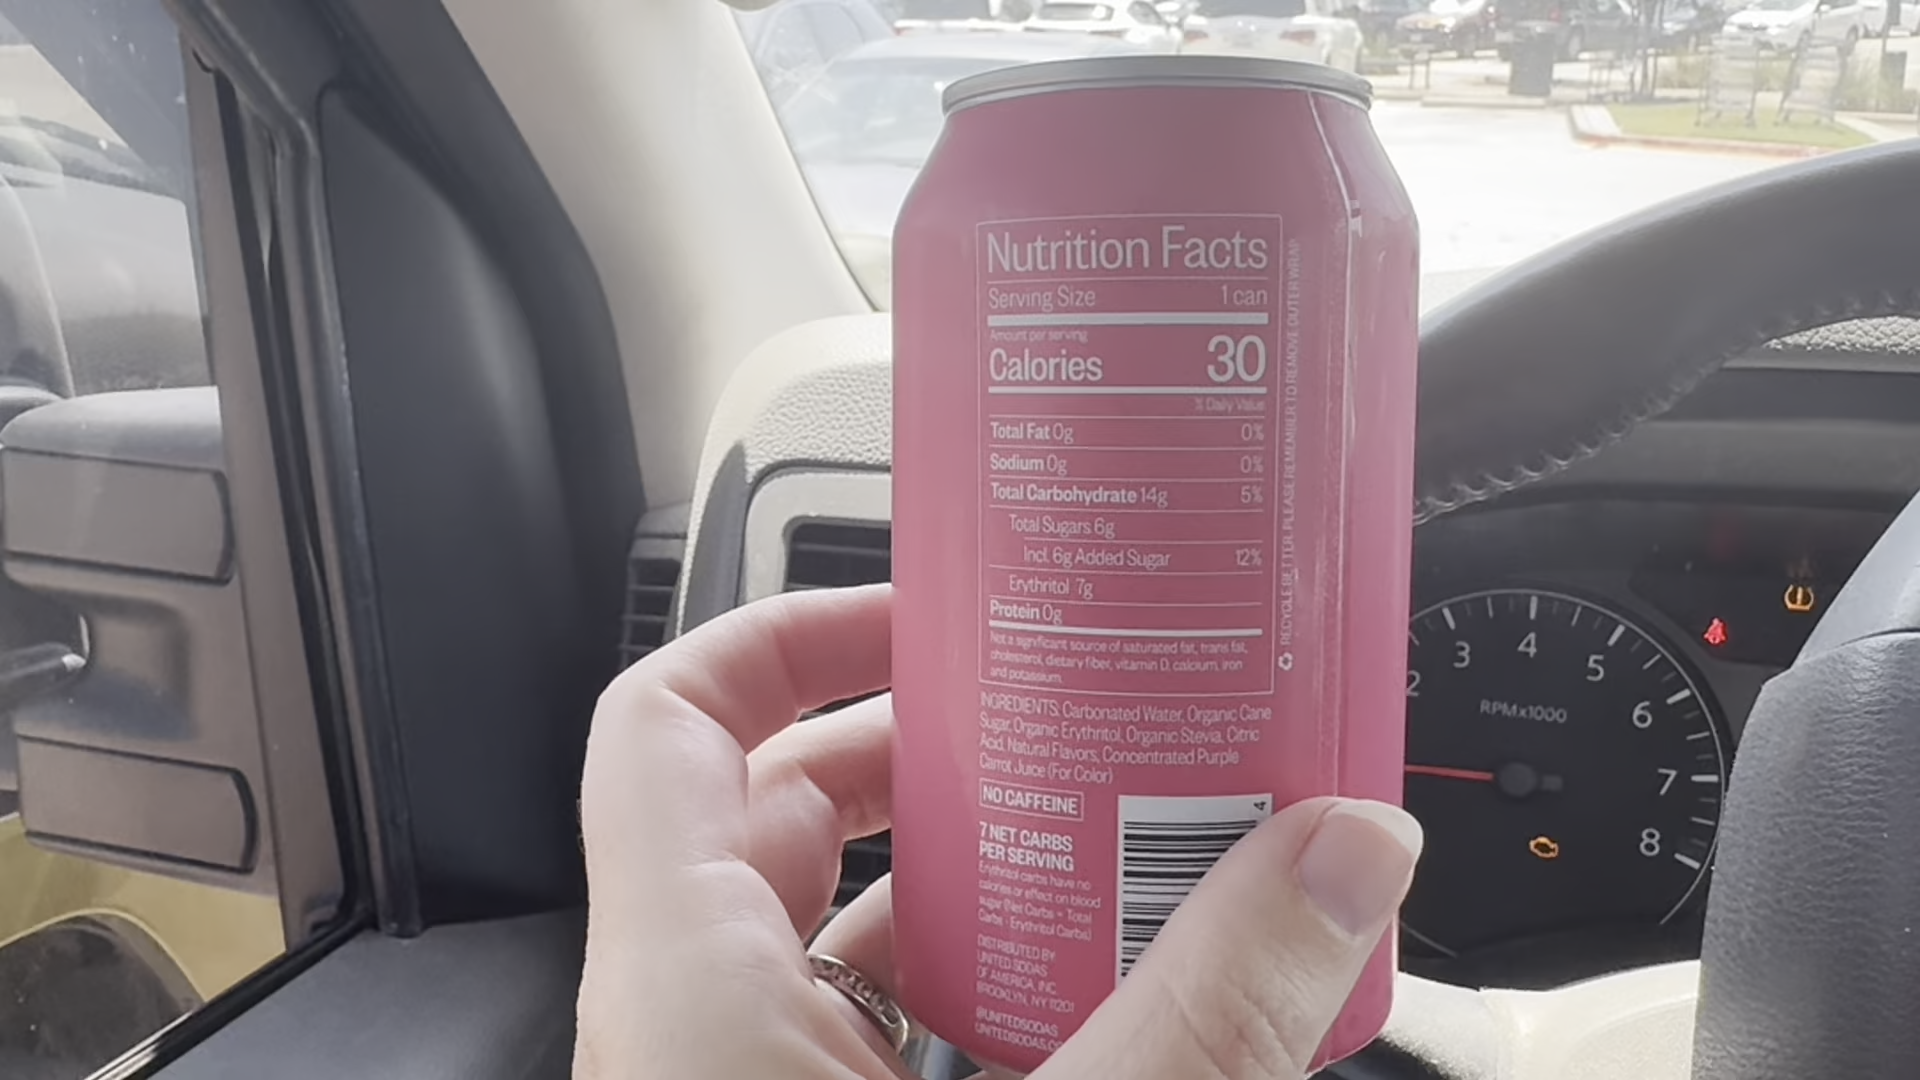 Nutrition Facts
Serving Size 1 can
Amount per serving
Calories 30
% Daily Value
Total Fat 0g 0%
Sodium 0g 0%
Total Carbohydrate 14g 5%
Total Sugars 6g
Incl. 6g Added Sugar 12%
Erythritol 7g
Protein 0g
Not a significant source of saturated fat, trans fat,
cholesterol, dietary fiber, vitamin D, calcium, iron
and potassium.
INGREDIENTS: Carbonated Water, Organic Cane
Sugar, Organic Erythritol, Organic Stevia, Citric
Acid, Natural Flavors, Concentrated Purple
Carrot Juice (For Color)
NO CAFFEINE
7 NET CARBS
PER SERVING
Erythritol carbs have no
calories or effect on blood
sugar (Net Carbs = Total
Carbs - Erythritol Carbs)
DISTRIBUTED BY
UNITED SODAS
OF AMERICA, INC.
BROOKLYN, NY 11201
@UNITEDSODAS
UNITEDSODAS.CO
RECYCLE BETTER, PLEASE REMEMBER TO REMOVE OUTER WRAP
4
2 3 4 5 6 7 8
RPMx1000